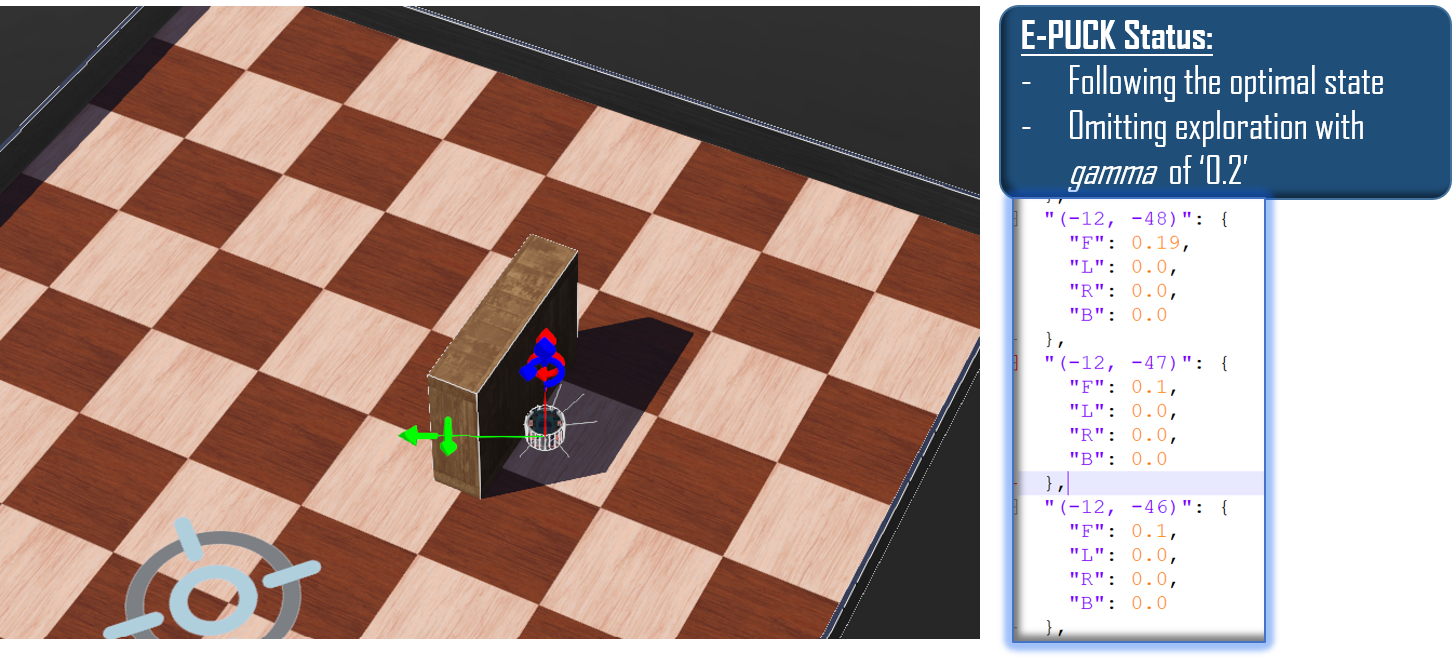 E-PUCK Status:
- Following the optimal state
- Omitting exploration with
gamma of ‘0.2’
},
"(-12, -48)": {
"F": 0.19,
"L": 0.0,
"R": 0.0,
"B": 0.0
},
"(-12, -47)": {
"F": 0.1,
"L": 0.0,
"R": 0.0,
"B": 0.0
},
"(-12, -46)": {
"F": 0.1,
"L": 0.0,
"R": 0.0,
"B": 0.0
},